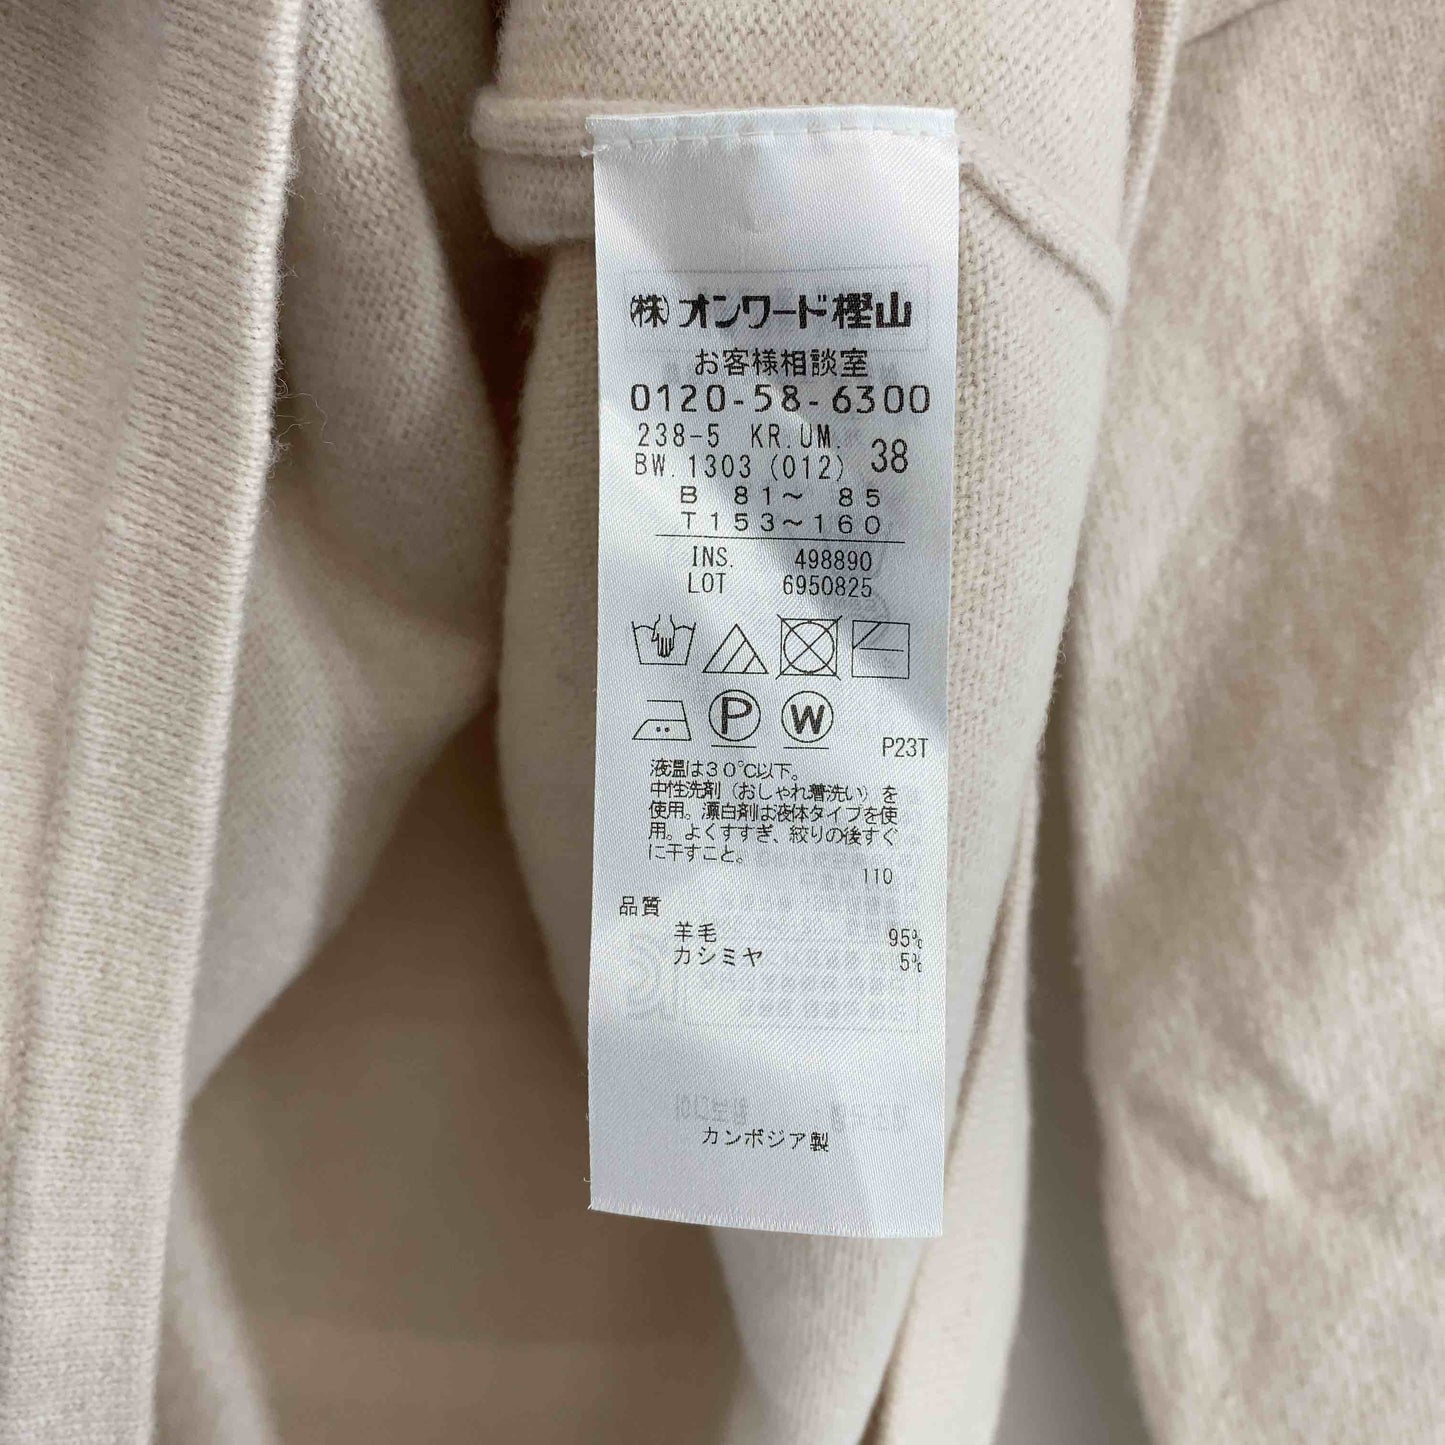 ㈱オンワード樫山
お客様相談室
0120-58-6300
238-5 KR.UM.
BW.1303(012) 38
B 81～ 85
T153～160
INS. 498890
LOT 6950825
P W
P23T
液温は30℃以下。
中性洗剤（おしゃれ着洗い）を
使用。漂白剤は液体タイプを使
用。よくすすぎ、絞りの後すぐ
に干すこと。
110
品質
羊毛 95%
カシミヤ 5%
カンボジア製